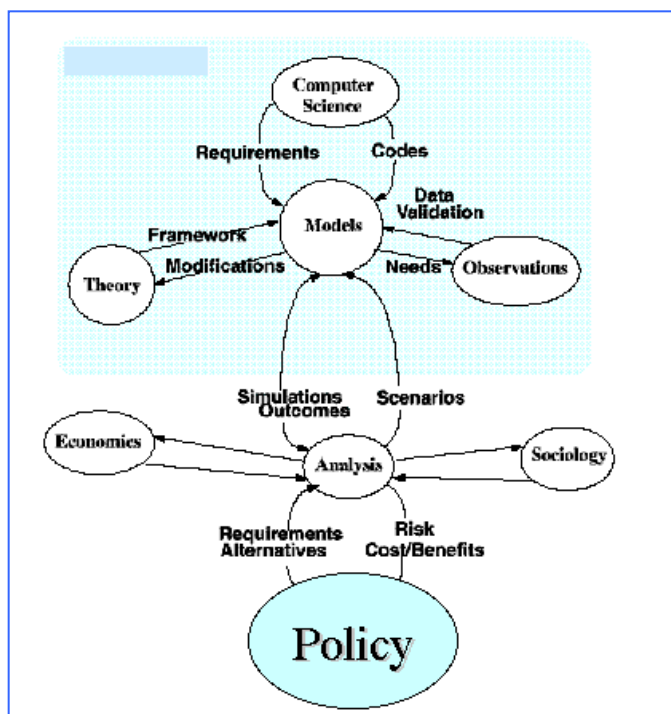 Computer
Science
Requirements
Codes
Data
Validation
Models
Framework
Modifications
Needs
Observations
Theory
Simulations
Outcomes
Scenarios
Economics
Analysis
Sociology
Requirements
Alternatives
Risk
Cost/Benefits
Policy